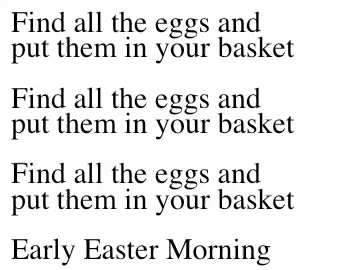 Find all the eggs and
put them in your basket
Find all the eggs and
put them in your basket
Find all the eggs and
put them in your basket
Early Easter Morning